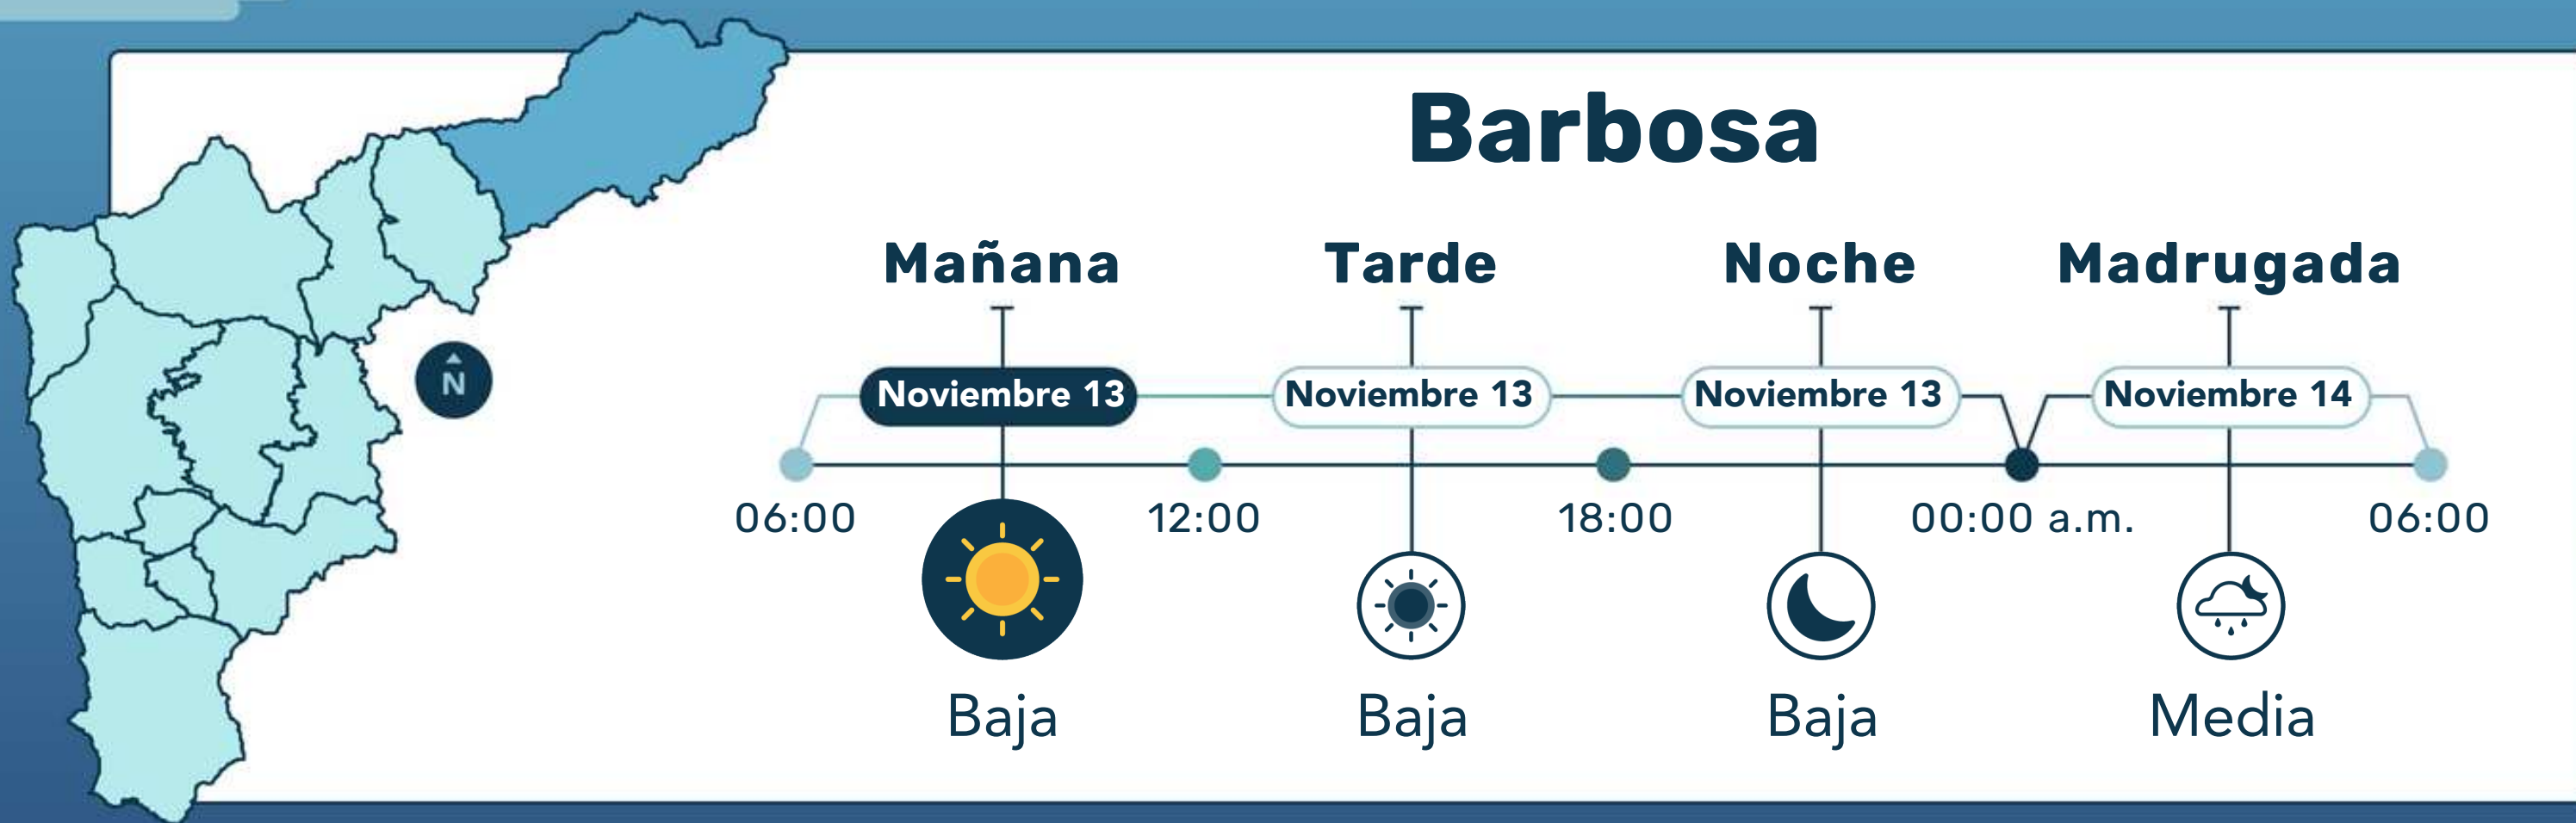 Barbosa
Mañana Tarde Noche Madrugada
N
Noviembre 13 Noviembre 13 Noviembre 13 Noviembre 14
06:00 12:00 18:00 00:00 a.m. 06:00
Baja Baja Baja Media